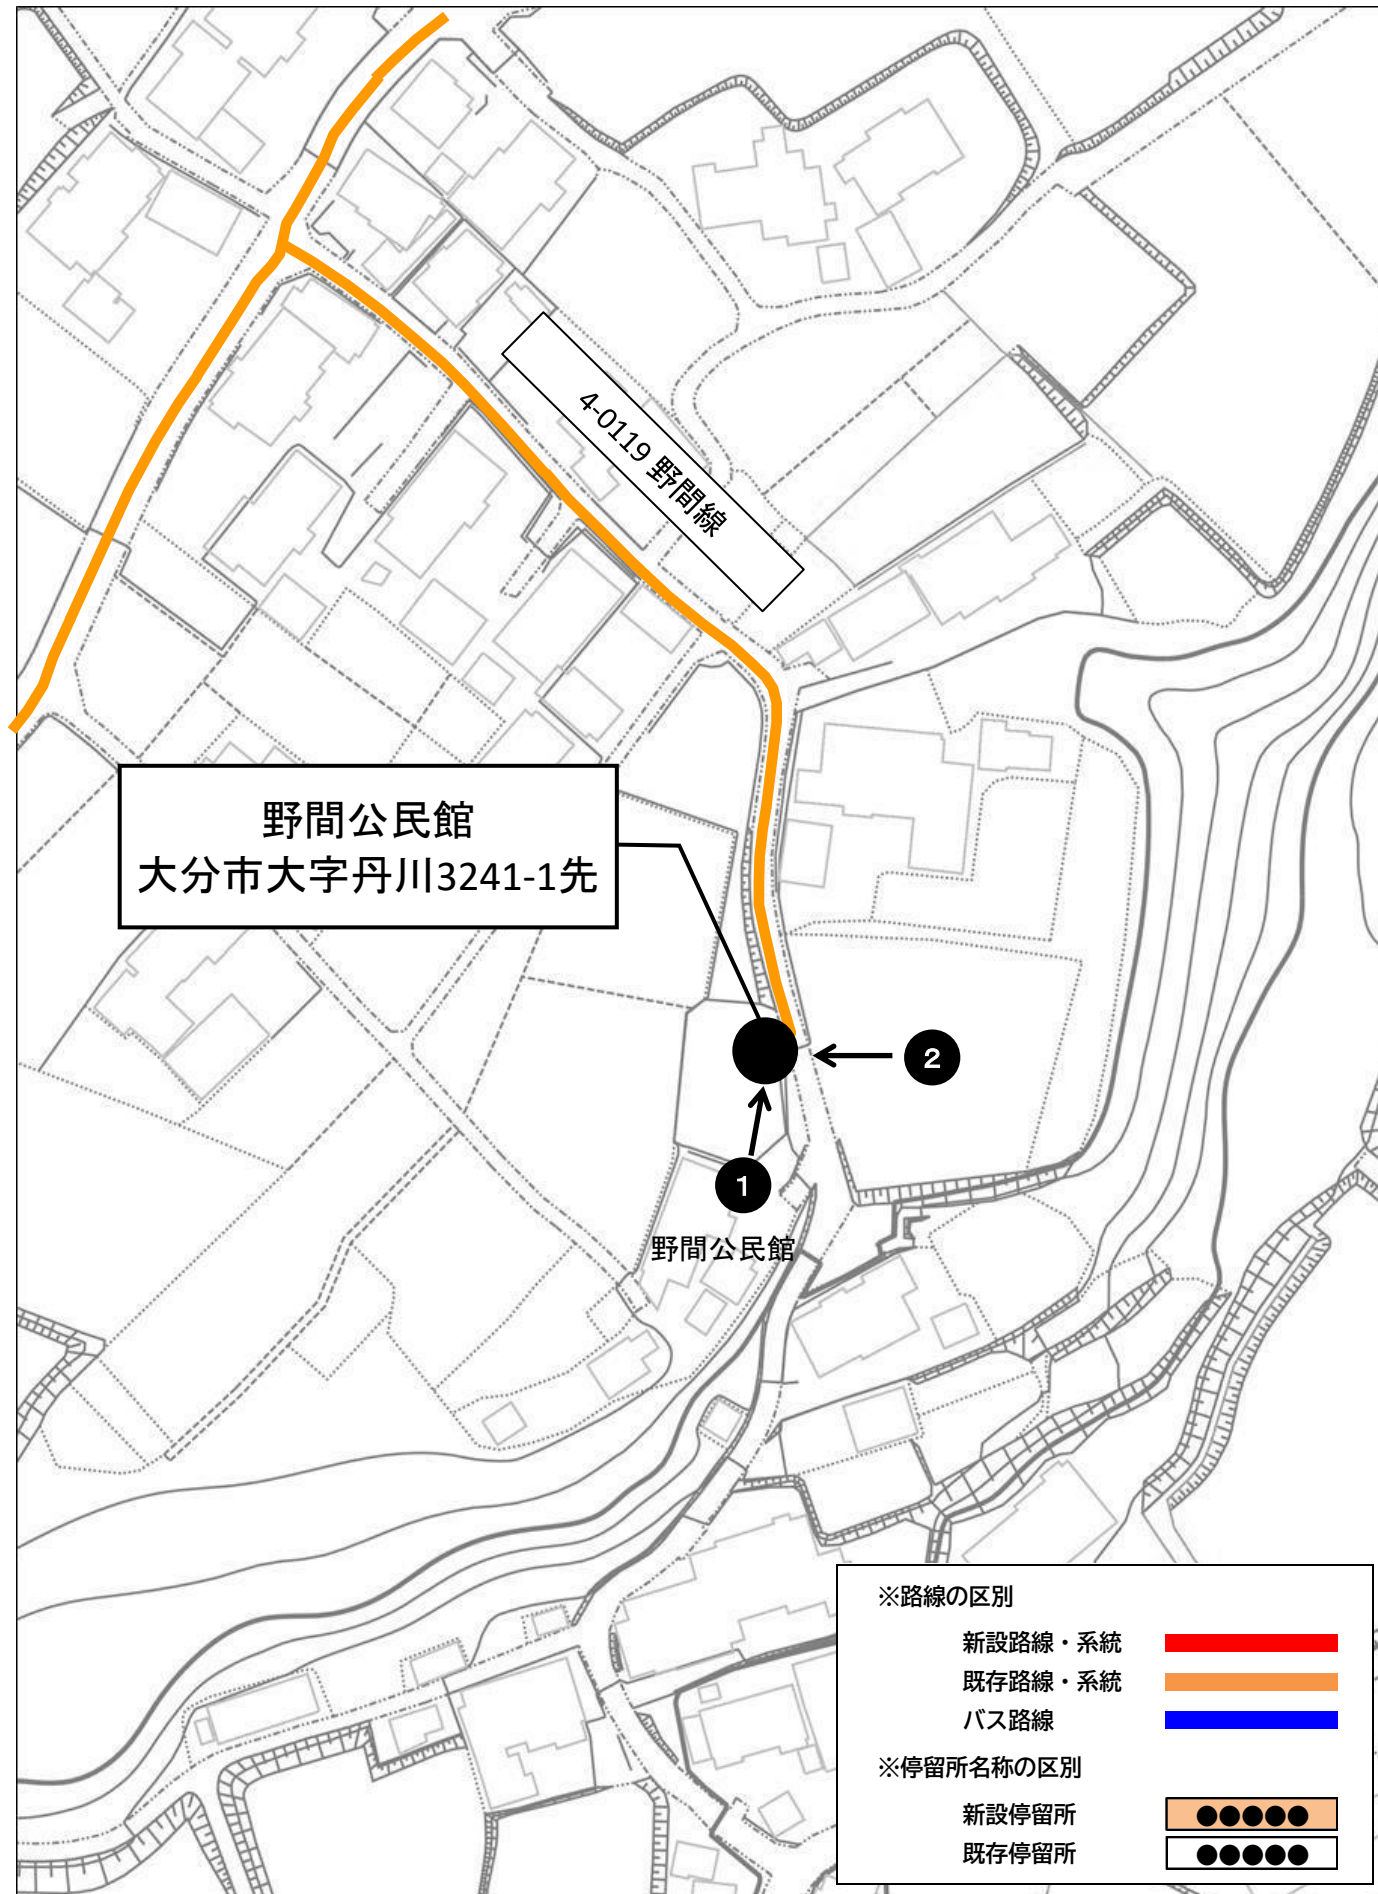 4-0119 野間線
野間公民館
大分市大字丹川3241-1先
2
1
野間公民館
※路線の区別
新設路線・系統
既存路線・系統
バス路線
※停留所名称の区別
新設停留所 ●●●●●
既存停留所 ●●●●●